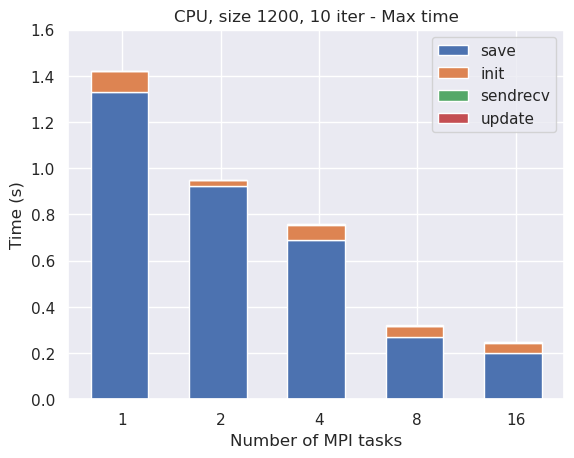 CPU, size 1200, 10 iter - Max time
save
init
sendrecv
update
Time (s)
1.6
1.4
1.2
1.0
0.8
0.6
0.4
0.2
0.0
1 2 4 8 16
Number of MPI tasks